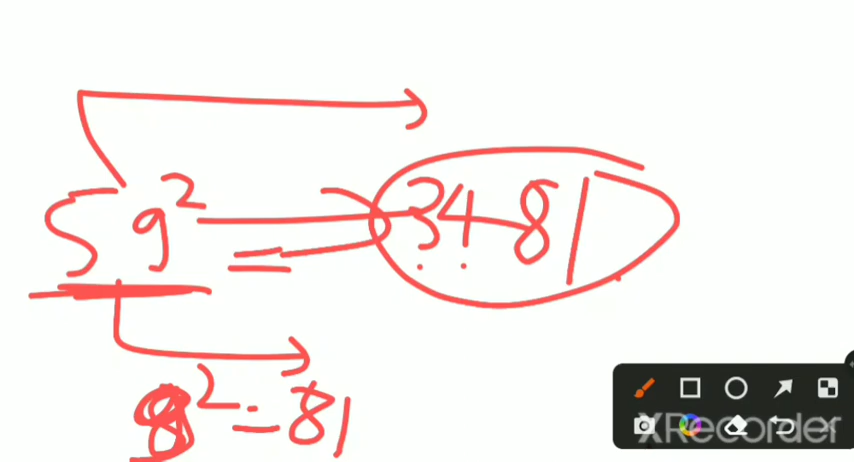 59² = 3481
9² = 81
XRecorder